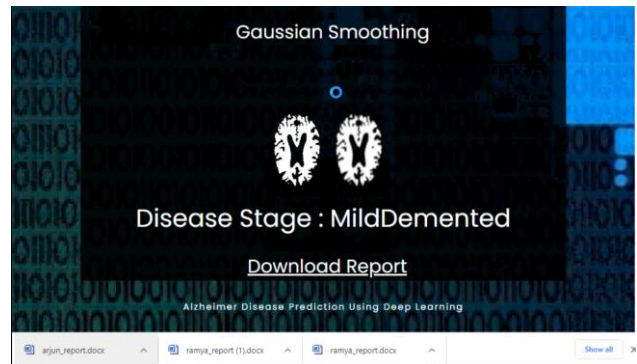 Gaussian Smoothing
Disease Stage : MildDemented
Download Report
Alzheimer Disease Prediction Using Deep Learning
arjun_report.docx
ramya_report (1).docx
ramya_report.docx
Show all